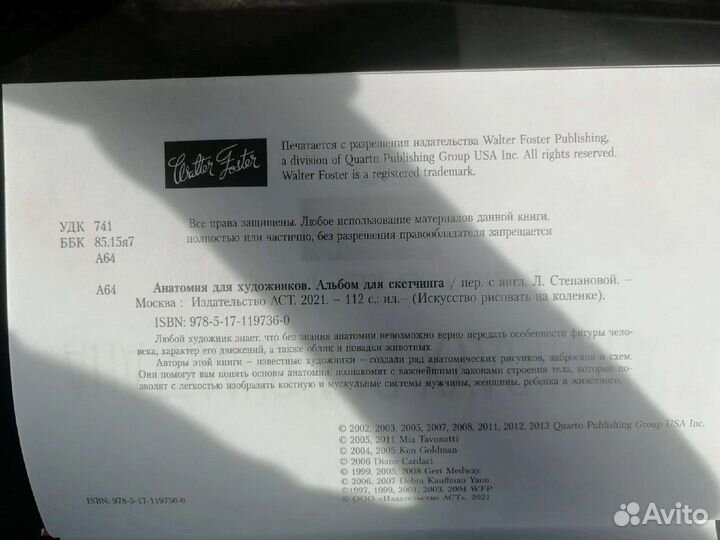 Walter Foster
Печатается с разрешения издательства Walter Foster Publishing,
a division of Quarto Publishing Group USA Inc. All rights reserved.
Walter Foster is a registered trademark.
УДК 741
ББК 85.15я7
А64
Все права защищены. Любое использование материалов данной книги,
полностью или частично, без разрешения правообладателя запрещается
А64
Анатомия для художников. Альбом для скетчинга / пер. с англ. Л. Степановой. –
Москва : Издательство АСТ, 2021. – 112 с.: ил.– (Искусство рисовать на коленке).
ISBN: 978-5-17-119736-0
Любой художник знает, что без знания анатомии невозможно верно передать особенности фигуры чело-
века, характер его движений, а также облик и повадки животных.
Авторы этой книги – известные художники – создали ряд анатомических рисунков, набросков и схем.
Они помогут вам понять основы анатомии, познакомят с важнейшими законами строения тела, которые по-
зволят с легкостью изобразить костную и мускульные системы мужчины, женщины, ребенка и животного.
© 2002, 2003, 2005, 2007, 2008, 2011, 2012, 2013 Quarto Publishing Group USA Inc.
© 2005, 2011 Mia Tavonatti
© 2004, 2005 Ken Goldman
© 2006 Diane Cardaci
© 1999, 2005, 2008 Geri Medway
© 2006, 2007 Debra Kauffman Yaun
©1997, 1999, 2001, 2003, 2004 WFP
© ООО «Издательство АСТ», 2021
ISBN: 978-5-17-119736-0
Avito